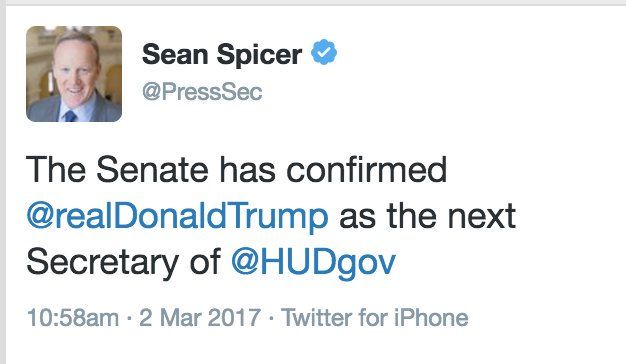 Sean Spicer
@PressSec
The Senate has confirmed
@realDonaldTrump as the next
Secretary of @HUDgov
10:58am · 2 Mar 2017 · Twitter for iPhone